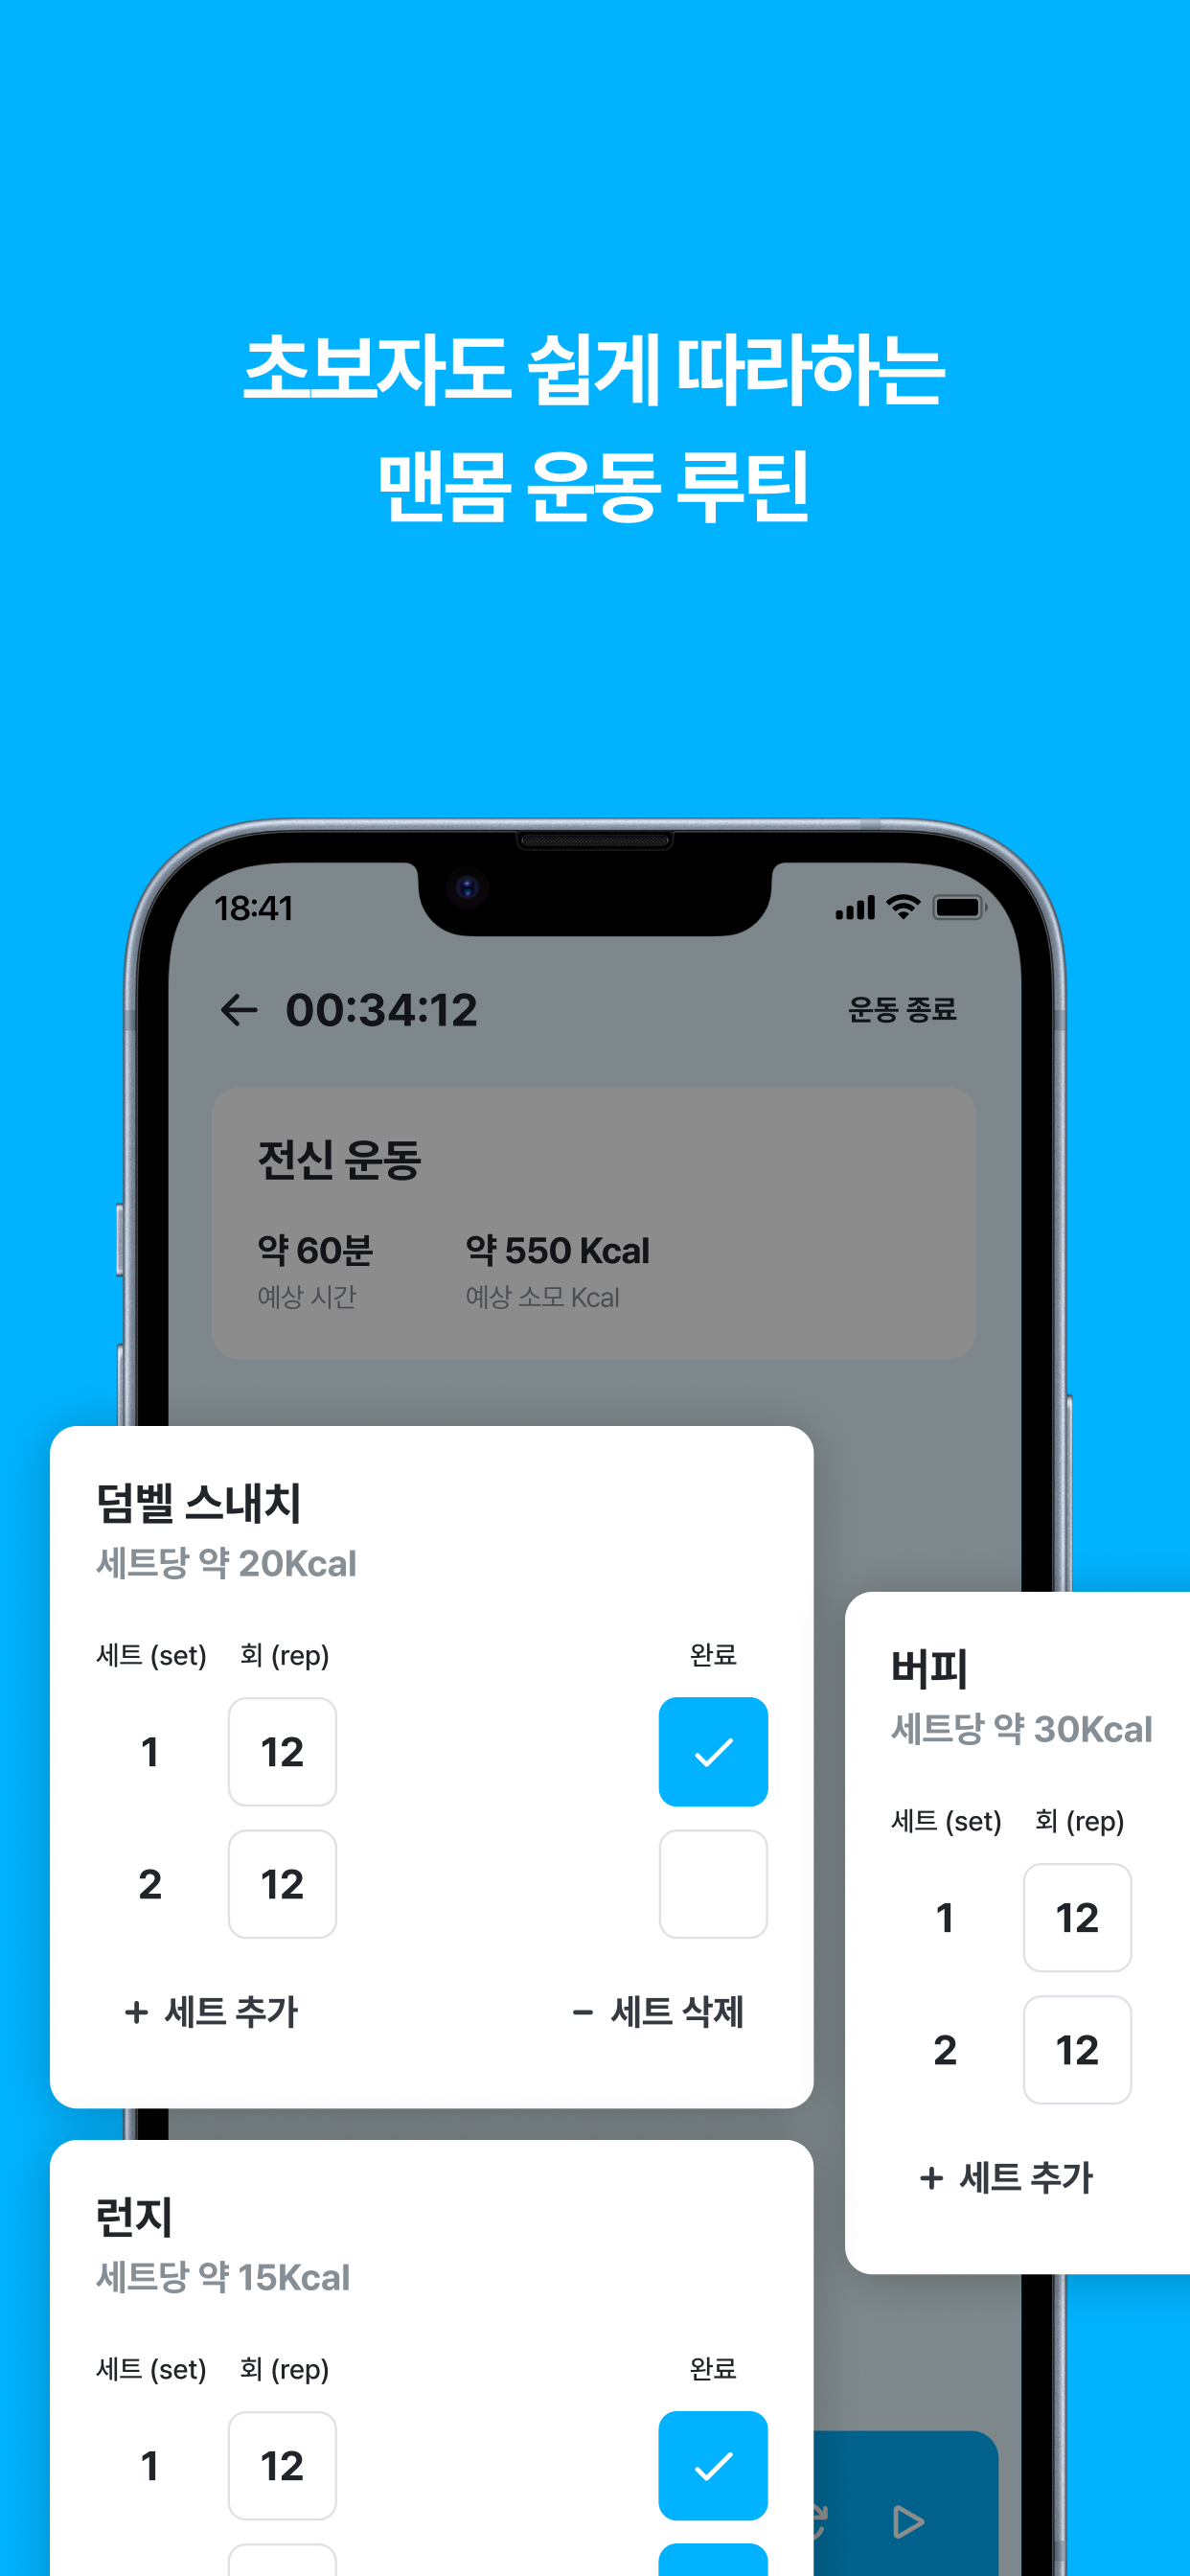 초보자도 쉽게 따라하는
맨몸 운동 루틴
18:41
00:34:12
운동 종료
전신 운동
약 60분
약 550 Kcal
예상 시간
예상 소모 Kcal
덤벨 스내치
세트당 약 20Kcal
세트 (set) 회 (rep) 완료
1 12
2 12
+ 세트 추가 - 세트 삭제
버피
세트당 약 30Kcal
세트 (set) 회 (rep)
1 12
2 12
+ 세트 추가
런지
세트당 약 15Kcal
세트 (set) 회 (rep) 완료
1 12